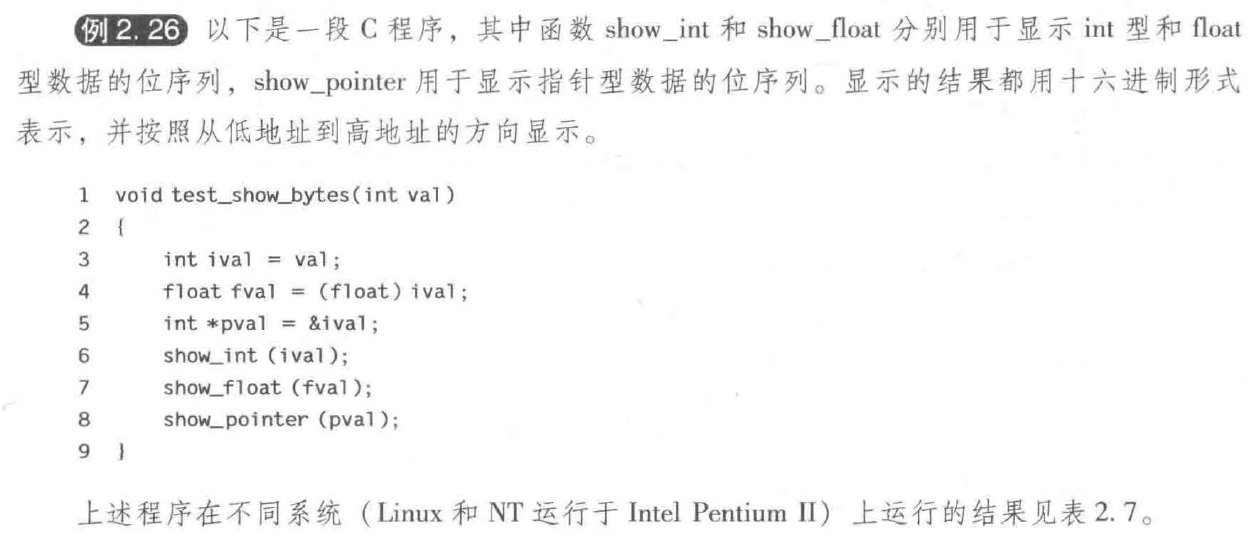 例2.26 以下是一段 C 程序，其中函数 show_int 和 show_float 分别用于显示 int 型和 float
型数据的位序列，show_pointer 用于显示指针型数据的位序列。显示的结果都用十六进制形式
表示，并按照从低地址到高地址的方向显示。
1 void test_show_bytes(int val)
2 {
3 int ival = val;
4 float fval = (float) ival;
5 int *pval = &ival;
6 show_int (ival);
7 show_float (fval);
8 show_pointer (pval);
9 }
上述程序在不同系统（Linux 和 NT 运行于 Intel Pentium II）上运行的结果见表 2.7。